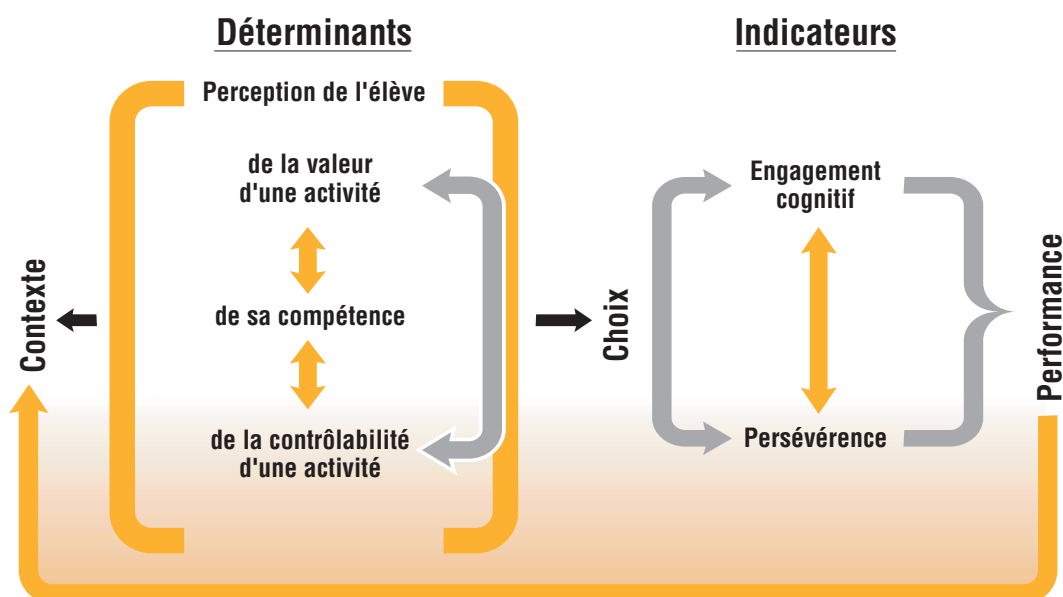 Déterminants
Indicateurs
Perception de l'élève
de la valeur
d'une activité
de sa compétence
de la contrôlabilité
d'une activité
Contexte
Choix
Engagement
cognitif
Persévérence
Performance